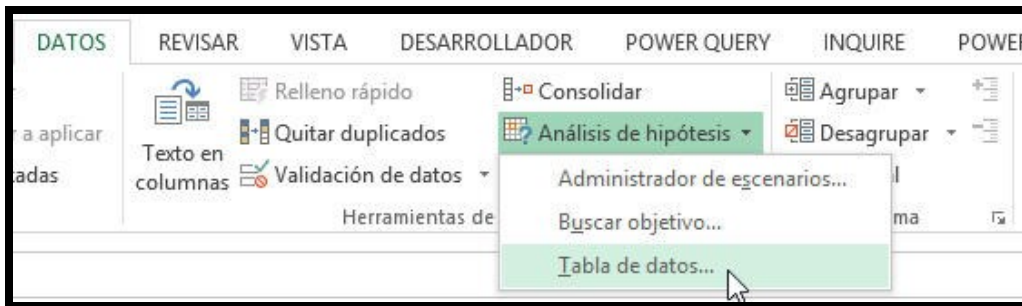 DATOS REVISAR VISTA DESARROLLADOR POWER QUERY INQUIRE POWE
Relleno rápido Consolidar Agrupar
r a aplicar Quitar duplicados Análisis de hipótesis Desagrupar
Texto en
adas columnas Validación de datos Administrador de escenarios... l
Herramientas de Buscar objetivo... ma
Tabla de datos...